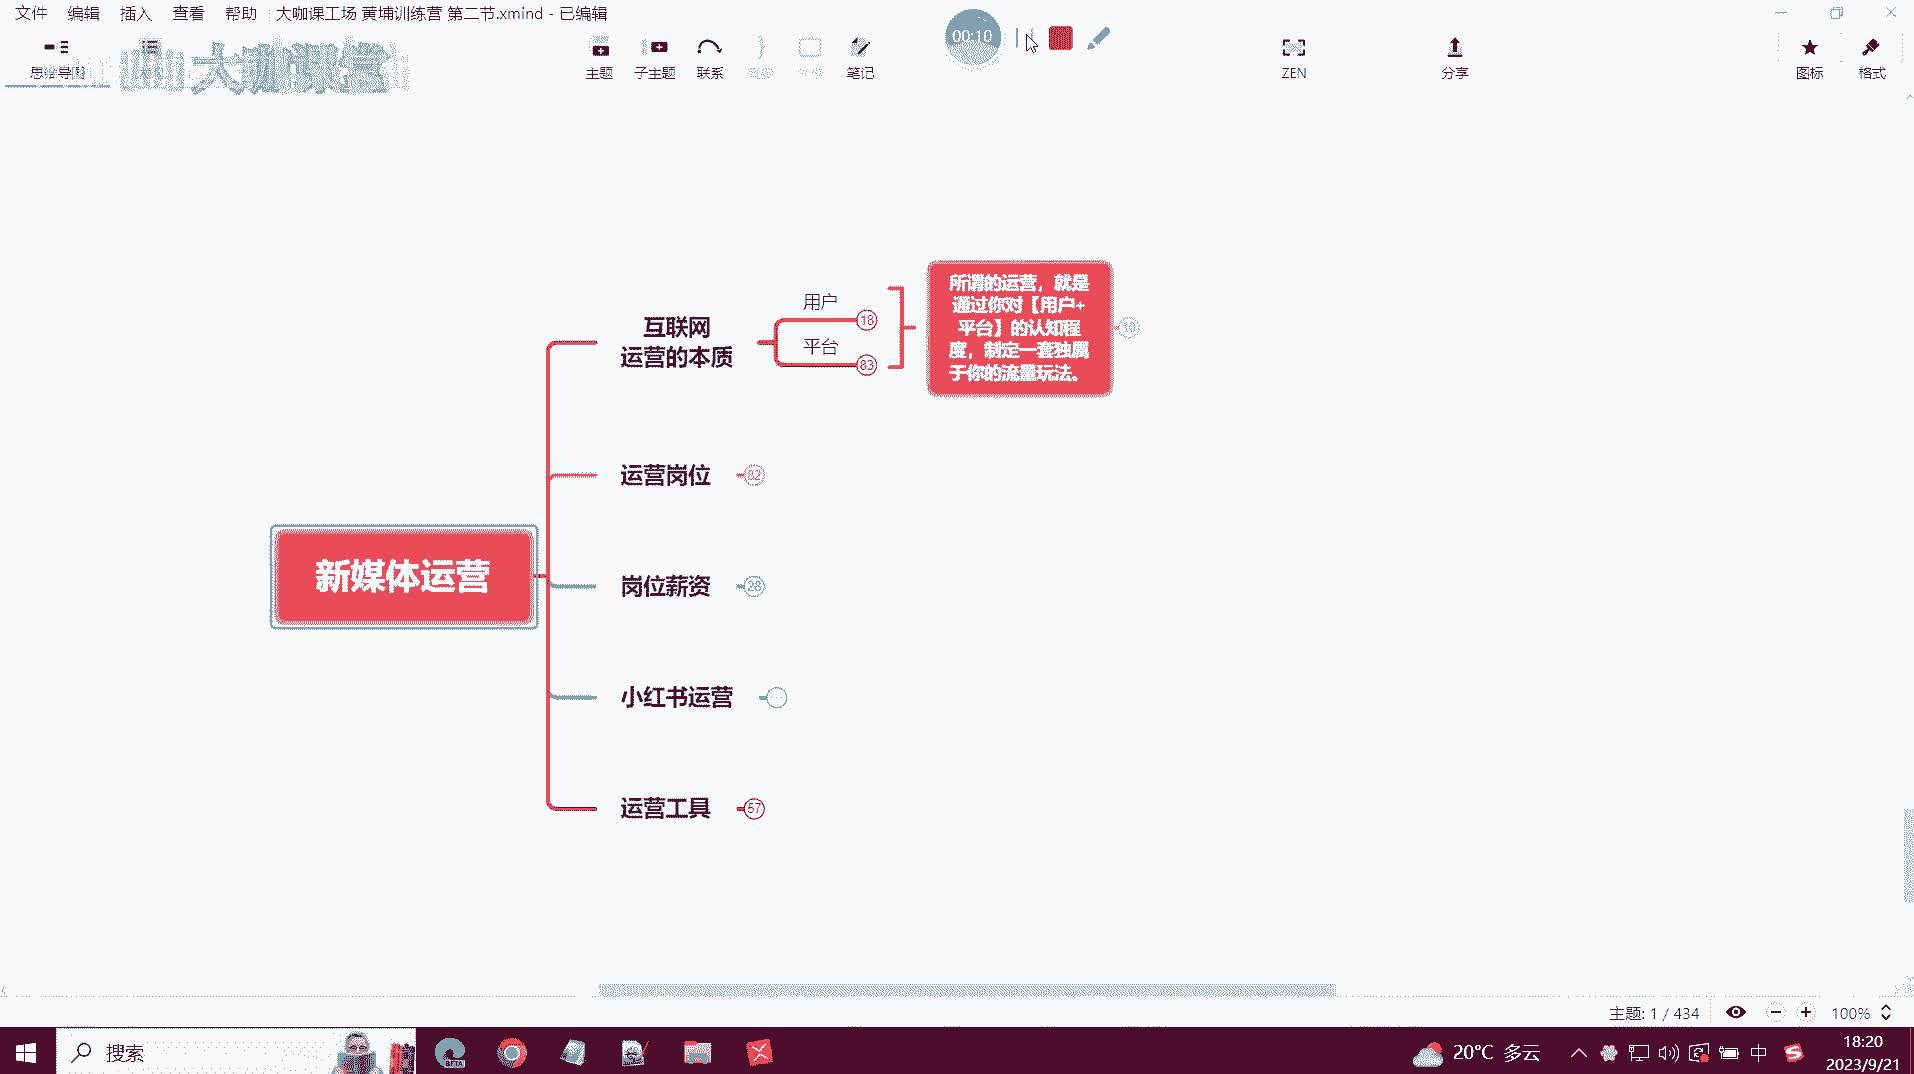 文件 编辑 插入 查看 帮助 大咖课工场 黄埔训练营 第二节.xmind - 已编辑
00:10
思维导图
大咖课堂
主题 子主题 联系 笔记
ZEN
分享
图标 格式
所谓的运营，就是
通过你对【用户+
平台】的认知程
度，制定一套独属
于你的流量玩法。
10
用户
18
平台
83
互联网
运营的本质
运营岗位
82
新媒体运营
岗位薪资
28
小红书运营
运营工具
57
主题: 1 / 434
100%
搜索
BETA
20°C 多云
中
18:20
2023/9/21